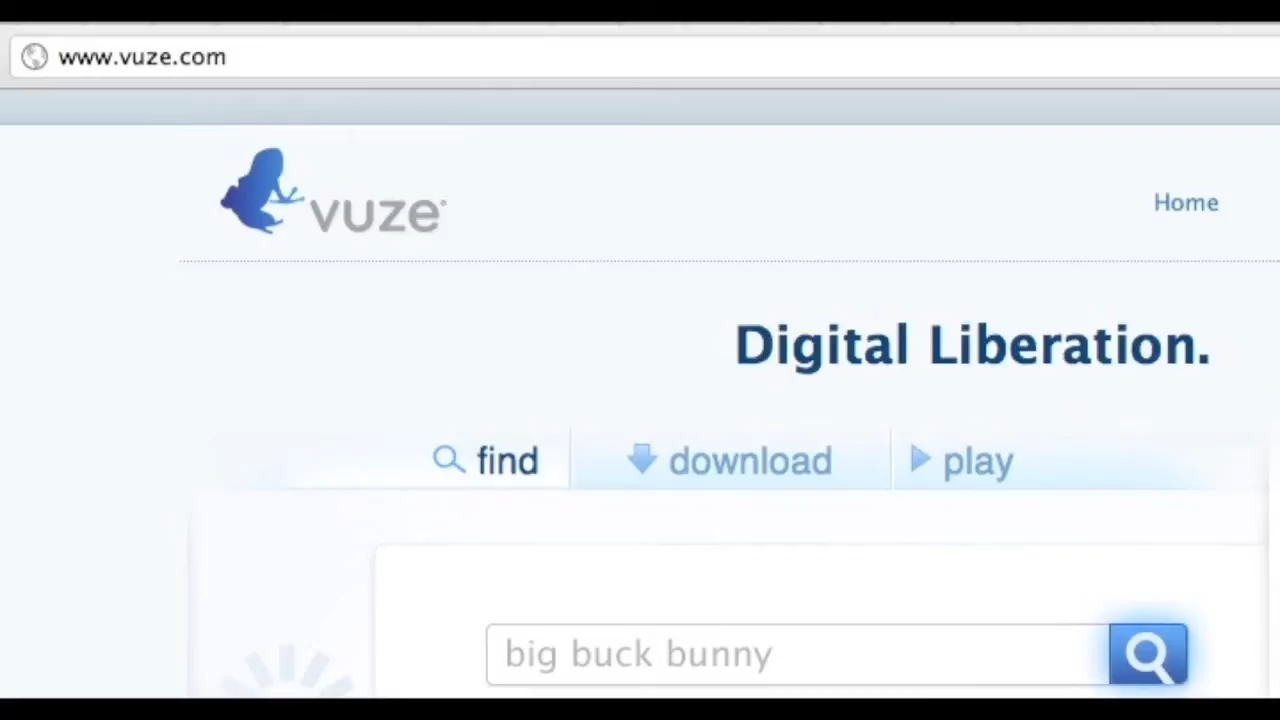 www.vuze.com
vuze
Home
Digital Liberation.
find
download
play
big buck bunny